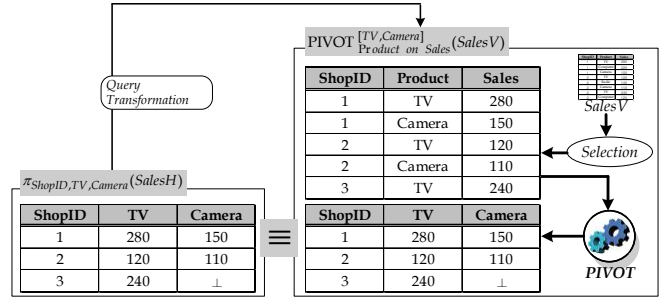 PIVOT [TV,Camera] Product on Sales (SalesV)
ShopID Product Sales
1 TV 280
1 Camera 150
2 TV 120
2 Camera 110
3 TV 240
SalesV
Selection
Query
Transformation
πShopID,TV,Camera(SalesH)
ShopID TV Camera
1 280 150
2 120 110
3 240 ⊥
≡
ShopID TV Camera
1 280 150
2 120 110
3 240 ⊥
PIVOT